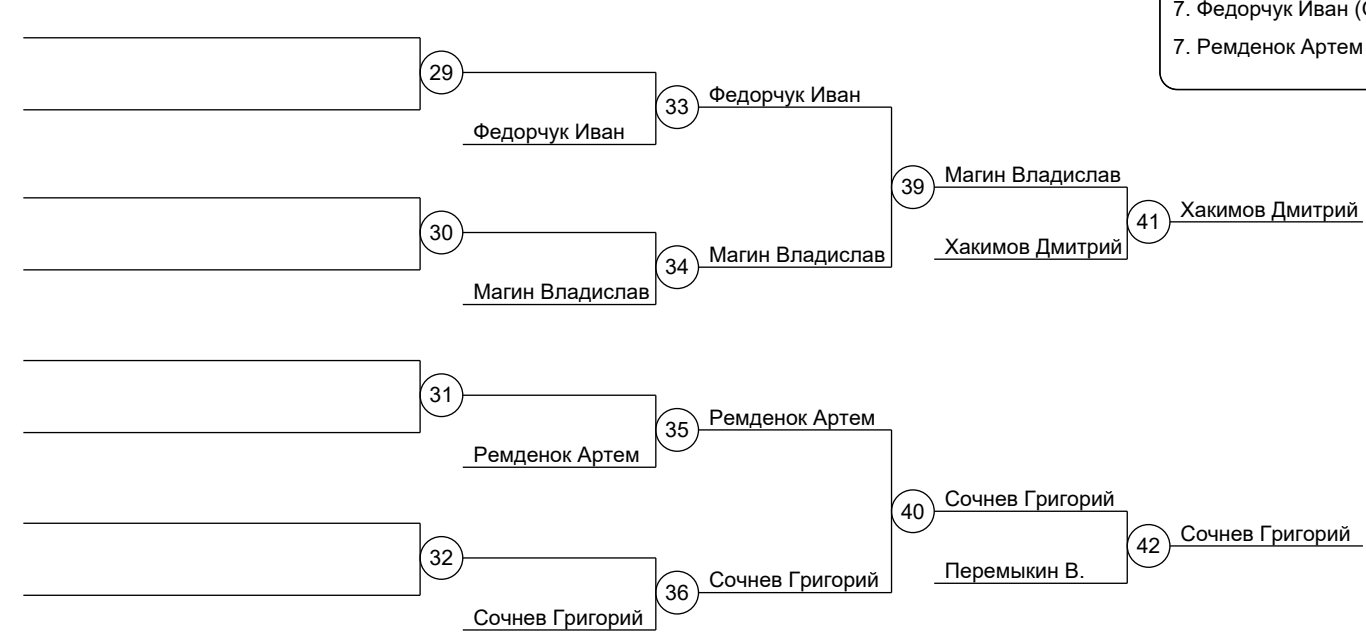 7. Федорчук Иван (
7. Ремденок Артем
29
33
Федорчук Иван
Федорчук Иван
39
Магин Владислав
30
41
Хакимов Дмитрий
34
Магин Владислав
Хакимов Дмитрий
Магин Владислав
31
35
Ремденок Артем
Ремденок Артем
40
Сочнев Григорий
32
42
Сочнев Григорий
36
Сочнев Григорий
Перемыкин В.
Сочнев Григорий